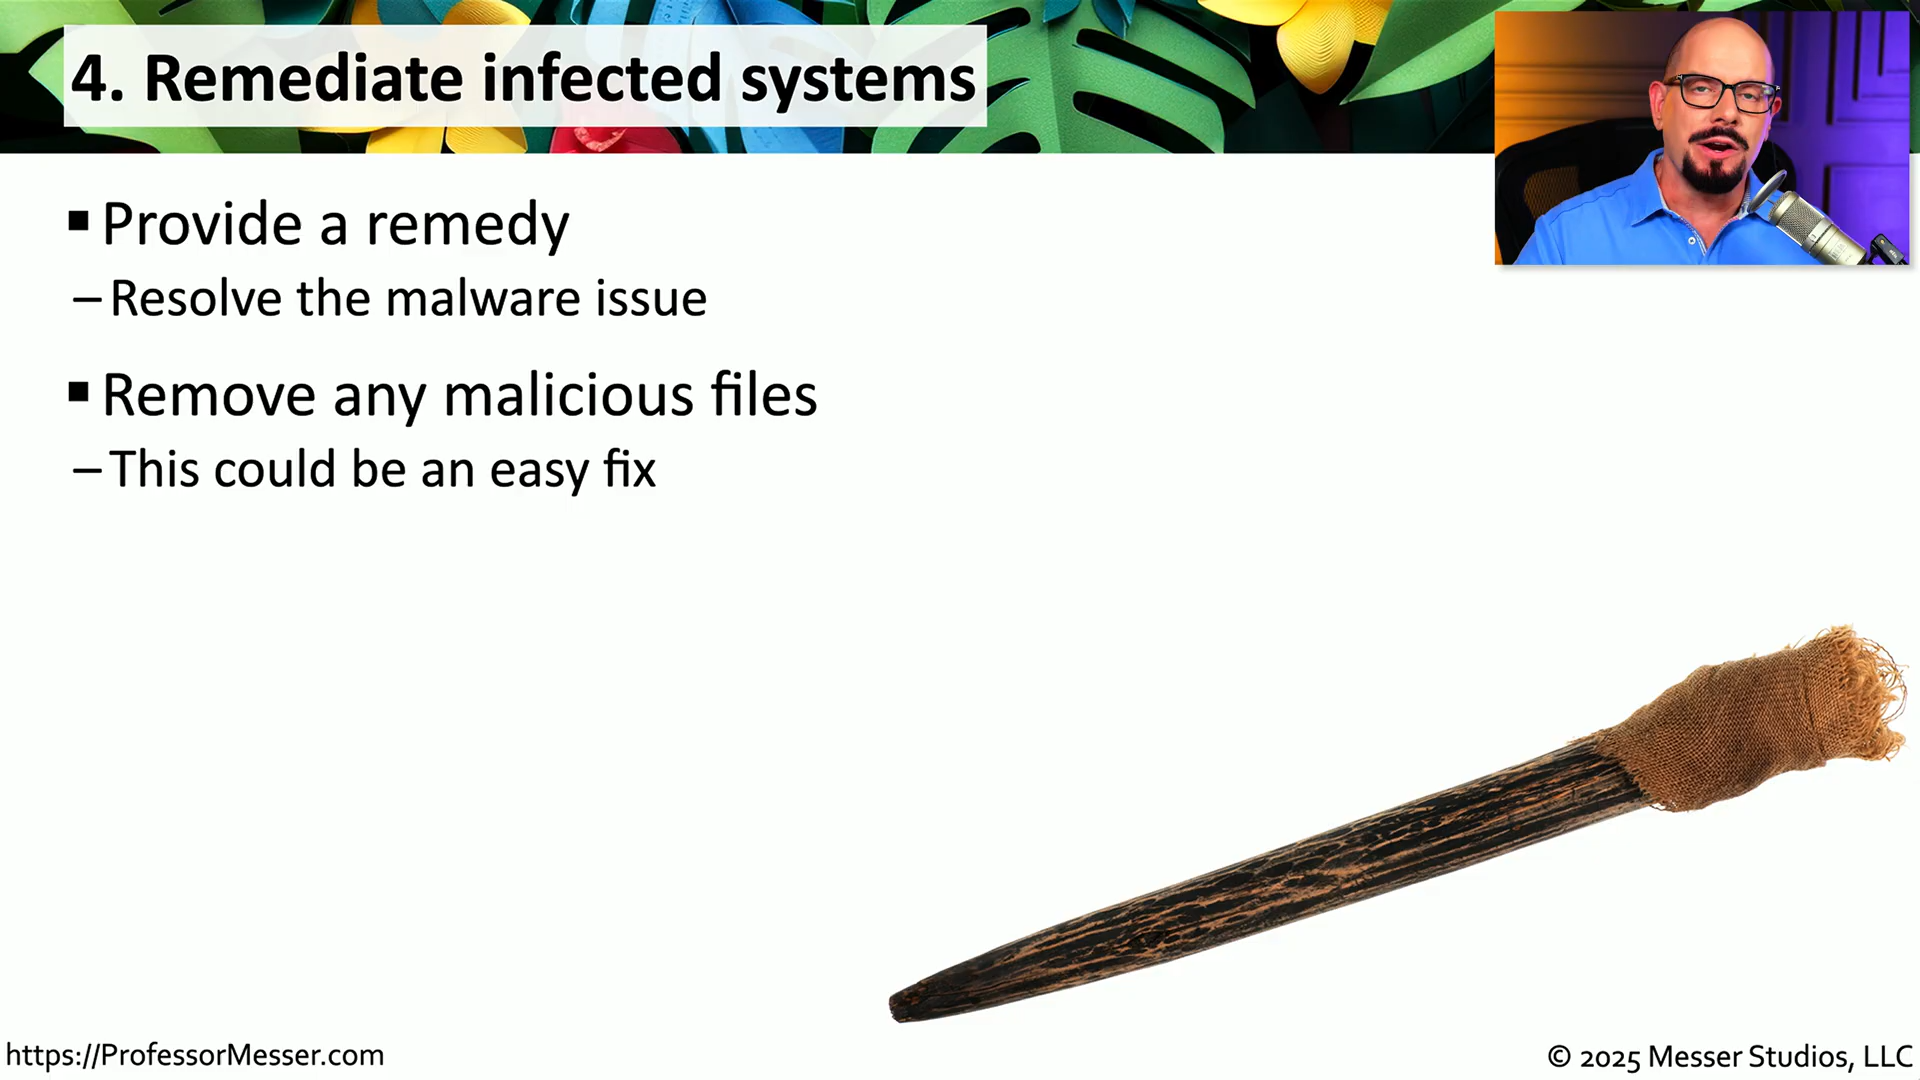 4. Remediate infected systems
▪ Provide a remedy
– Resolve the malware issue
▪ Remove any malicious files
– This could be an easy fix
https://ProfessorMesser.com
© 2025 Messer Studios, LLC